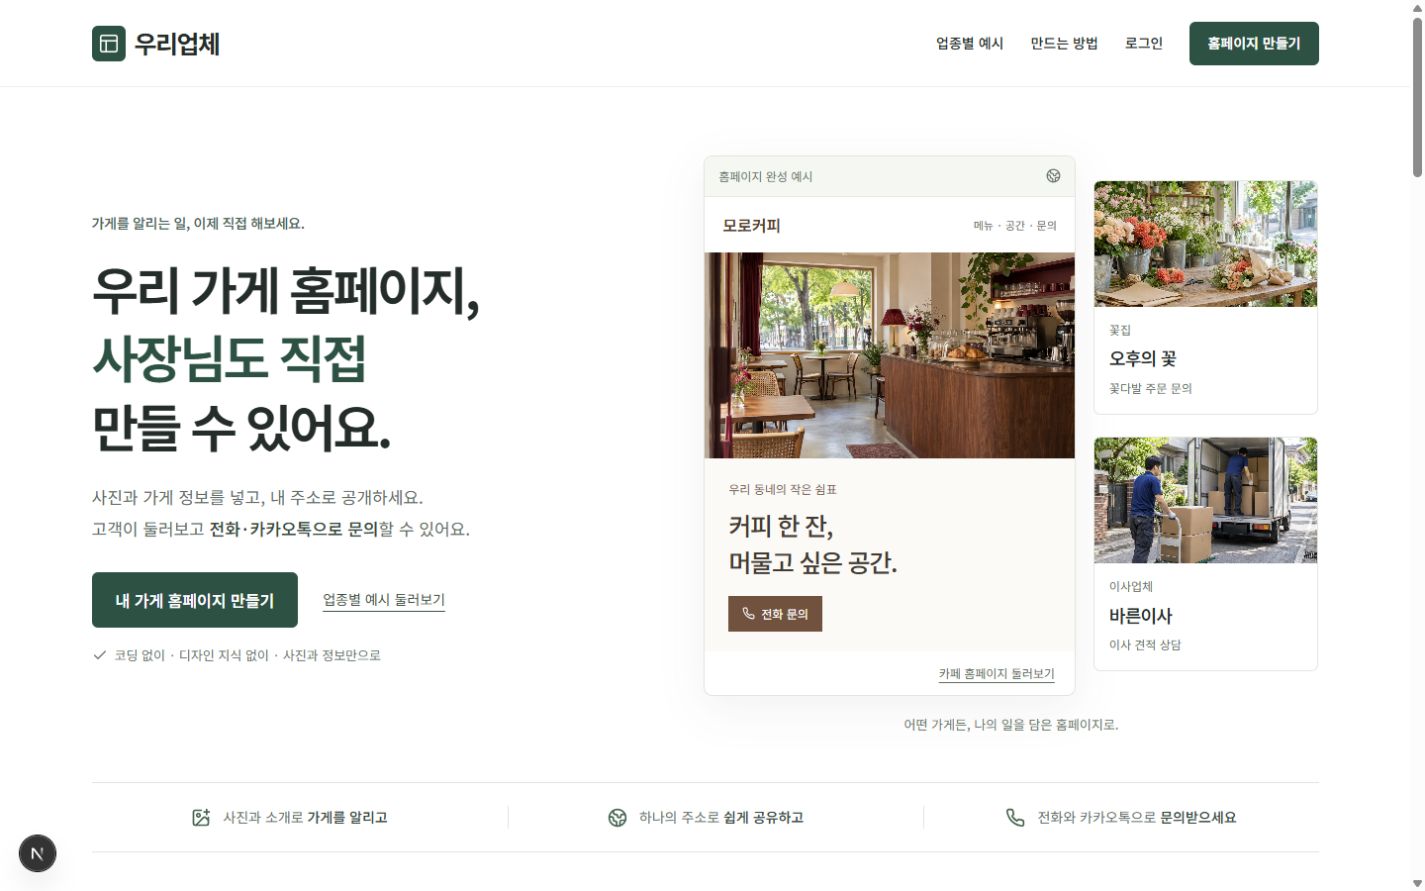 우리업체
업종별 예시
만드는 방법
로그인
홈페이지 만들기
가게를 알리는 일, 이제 직접 해보세요.
우리 가게 홈페이지,
사장님도 직접
만들 수 있어요.
사진과 가게 정보를 넣고, 내 주소로 공개하세요.
고객이 둘러보고 전화·카카오톡으로 문의할 수 있어요.
내 가게 홈페이지 만들기
업종별 예시 둘러보기
코딩 없이 · 디자인 지식 없이 · 사진과 정보만으로
홈페이지 완성 예시
모로커피
메뉴 · 공간 · 문의
우리 동네의 작은 쉼표
커피 한 잔,
머물고 싶은 공간.
전화 문의
카페 홈페이지 둘러보기
꽃집
오후의 꽃
꽃다발 주문 문의
이사업체
바른이사
이사 견적 상담
어떤 가게든, 나의 일을 담은 홈페이지로.
사진과 소개로 가게를 알리고
하나의 주소로 쉽게 공유하고
전화와 카카오톡으로 문의받으세요
N